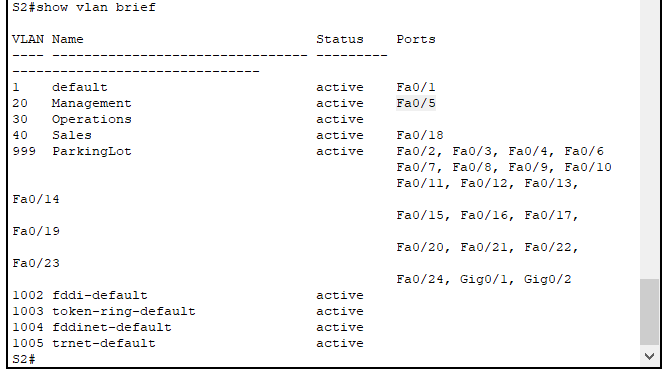 S2#show vlan brief
VLAN Name Status Ports
---- -------------------------------- ---------
-------------------------------
1 default active Fa0/1
20 Management active Fa0/5
30 Operations active
40 Sales active Fa0/18
999 ParkingLot active Fa0/2, Fa0/3, Fa0/4, Fa0/6
Fa0/7, Fa0/8, Fa0/9, Fa0/10
Fa0/11, Fa0/12, Fa0/13,
Fa0/14
Fa0/15, Fa0/16, Fa0/17,
Fa0/19
Fa0/20, Fa0/21, Fa0/22,
Fa0/23
Fa0/24, Gig0/1, Gig0/2
1002 fddi-default active
1003 token-ring-default active
1004 fddinet-default active
1005 trnet-default active
S2#